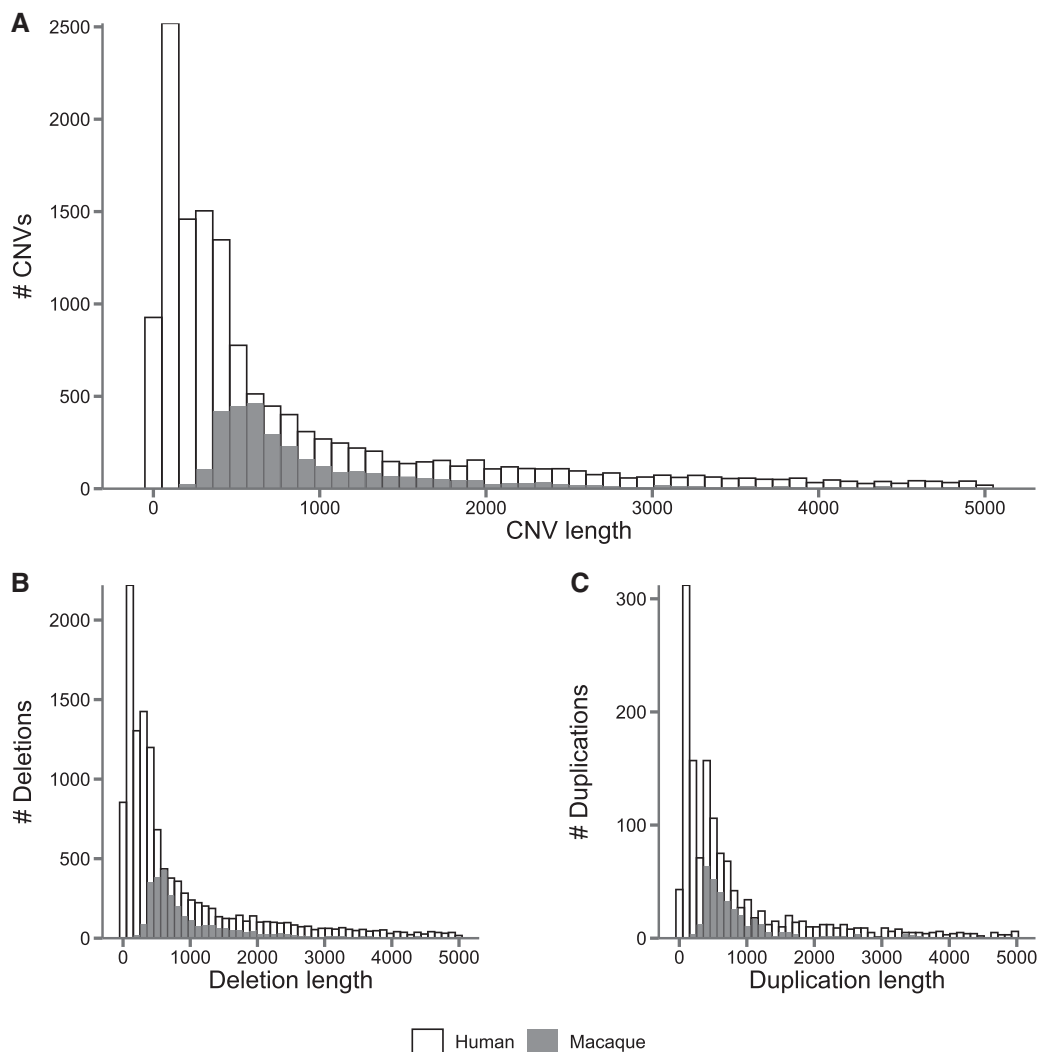 A
# CNVs
2500
2000
1500
1000
500
0
0 1000 2000 3000 4000 5000
CNV length
B
# Deletions
2000
1500
1000
500
0
0 1000 2000 3000 4000 5000
Deletion length
C
# Duplications
300
200
100
0
0 1000 2000 3000 4000 5000
Duplication length
Human Macaque